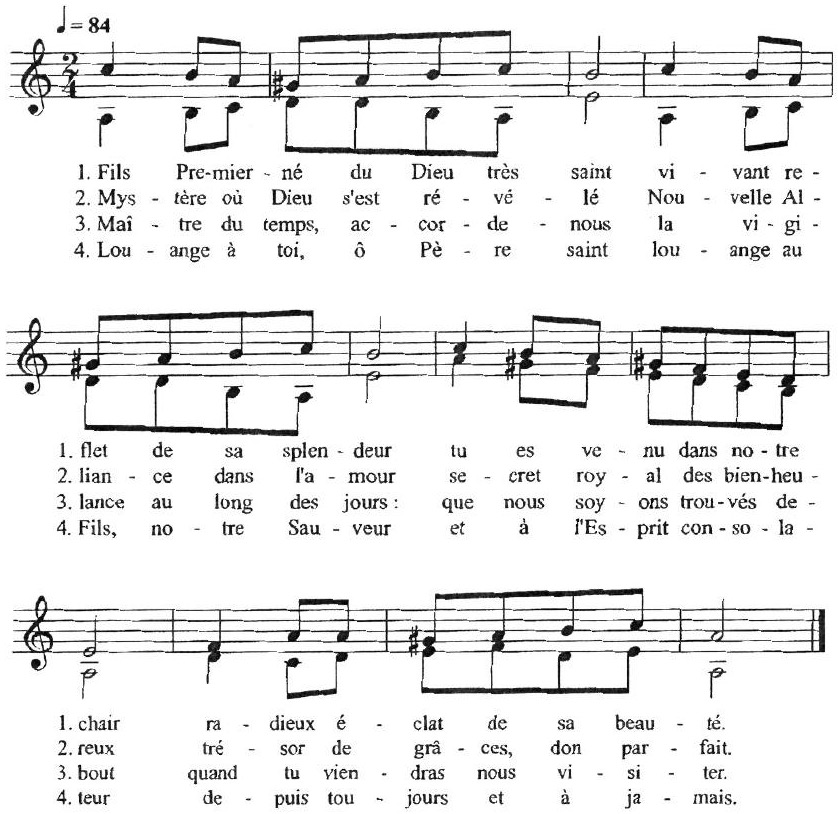 ♩= 84
2
4
1. Fils Pre-mier - né du Dieu très saint vi - vant re -
2. Mys - tère où Dieu s'est ré - vé - lé Nou - velle Al -
3. Maî - tre du temps, ac - cor - de - nous la vi - gi -
4. Lou - ange à toi, ô Pè - re saint lou - ange au
1. flet de sa splen - deur tu es ve - nu dans no - tre
2. lian - ce dans l'a - mour se - cret roy - al des bien-heu -
3. lance au long des jours : que nous soy - ons trou-vés de -
4. Fils, no - tre Sau - veur et à l'Es - prit con - so - la -
1. chair ra - dieux é - clat de sa beau - té.
2. reux tré - sor de grâ - ces, don par - fait.
3. bout quand tu vien - dras nous vi - si - ter.
4. teur de - puis tou - jours et à ja - mais.